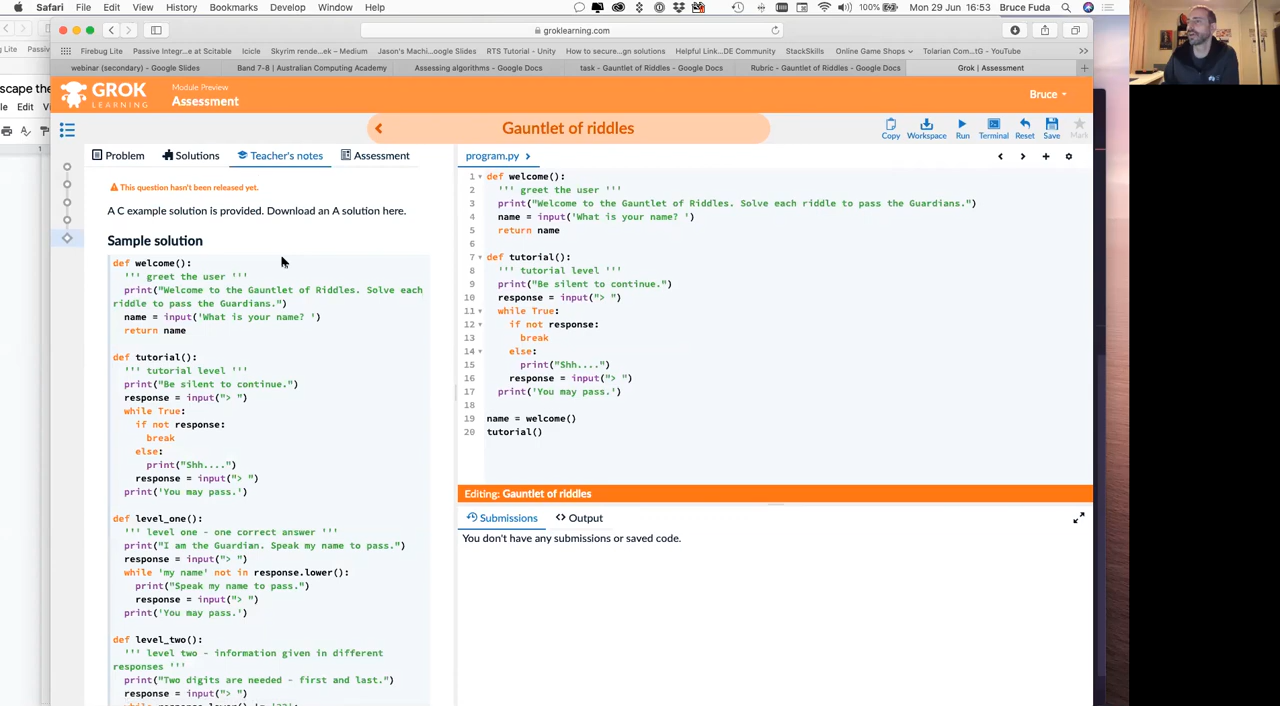 Safari File Edit View History Bookmarks Develop Window Help 100% Mon 29 Jun 16:53 Bruce Fuda
groklearning.com
Firebug Lite Passive Integr...e at Scitable Icicle Skyrim rende...ek – Medium Jason's Machi...oogle Slides RTS Tutorial - Unity How to secure...gn solutions Helpful Link...DE Community StackSkills Online Game Shops Tolarian Com...tG - YouTube
webinar (secondary) - Google Slides Band 7-8 | Australian Computing Academy Assessing algorithms - Google Docs task - Gauntlet of Riddles - Google Docs Rubric - Gauntlet of Riddles - Google Docs Grok | Assessment
scape the
Edit
GROK
LEARNING
Module Preview
Assessment
Bruce
Gauntlet of riddles
Copy Workspace Run Terminal Reset Save Mark
Problem Solutions Teacher's notes Assessment
This question hasn't been released yet.
A C example solution is provided. Download an A solution here.
Sample solution
def welcome():
''' greet the user '''
print("Welcome to the Gauntlet of Riddles. Solve each
riddle to pass the Guardians.")
name = input('What is your name? ')
return name
def tutorial():
''' tutorial level '''
print("Be silent to continue.")
response = input("> ")
while True:
if not response:
break
else:
print("Shh....")
response = input("> ")
print('You may pass.')
def level_one():
''' level one - one correct answer '''
print("I am the Guardian. Speak my name to pass.")
response = input("> ")
while 'my name' not in response.lower():
print("Speak my name to pass.")
response = input("> ")
print('You may pass.')
def level_two():
''' level two - information given in different
responses '''
print("Two digits are needed - first and last.")
response = input("> ")
program.py
1 def welcome():
2 ''' greet the user '''
3 print("Welcome to the Gauntlet of Riddles. Solve each riddle to pass the Guardians.")
4 name = input('What is your name? ')
5 return name
6
7 def tutorial():
8 ''' tutorial level '''
9 print("Be silent to continue.")
10 response = input("> ")
11 while True:
12 if not response:
13 break
14 else:
15 print("Shh....")
16 response = input("> ")
17 print('You may pass.')
18
19 name = welcome()
20 tutorial()
Editing: Gauntlet of riddles
Submissions Output
You don't have any submissions or saved code.